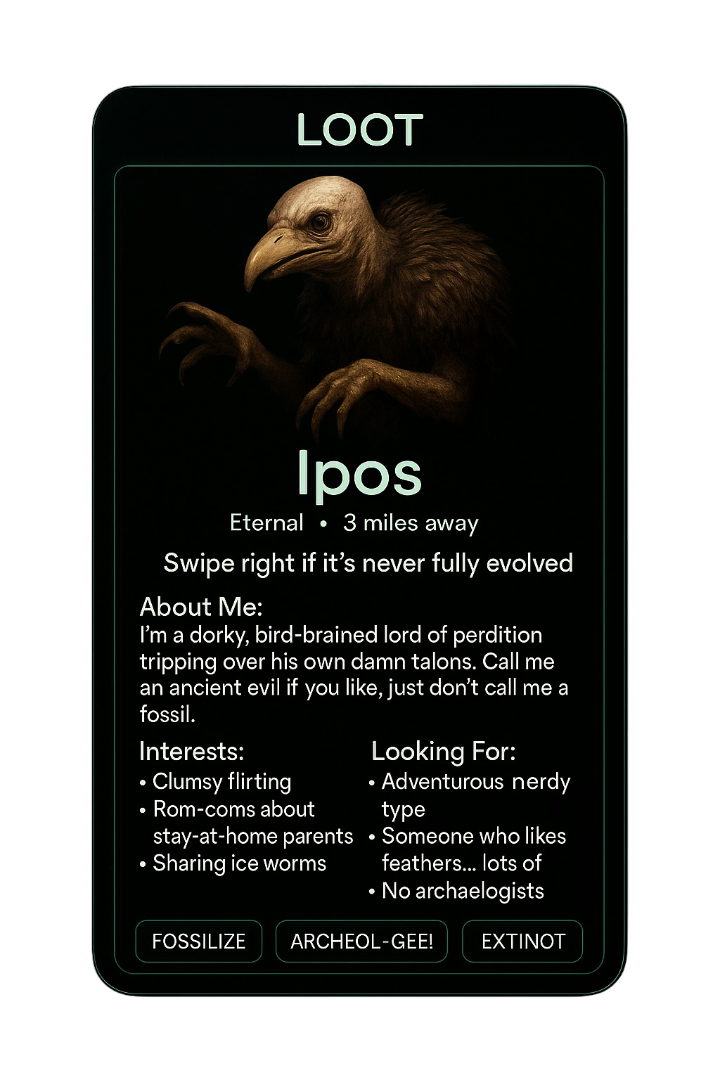 LOOT
Ipos
Eternal • 3 miles away
Swipe right if it's never fully evolved
About Me:
I'm a dorky, bird-brained lord of perdition
tripping over his own damn talons. Call me
an ancient evil if you like, just don't call me a
fossil.
Interests:
• Clumsy flirting
• Rom-coms about
stay-at-home parents
• Sharing ice worms
Looking For:
• Adventurous nerdy
type
• Someone who likes
feathers... lots of
• No archaelogists
FOSSILIZE
ARCHEOL-GEE!
EXTINOT